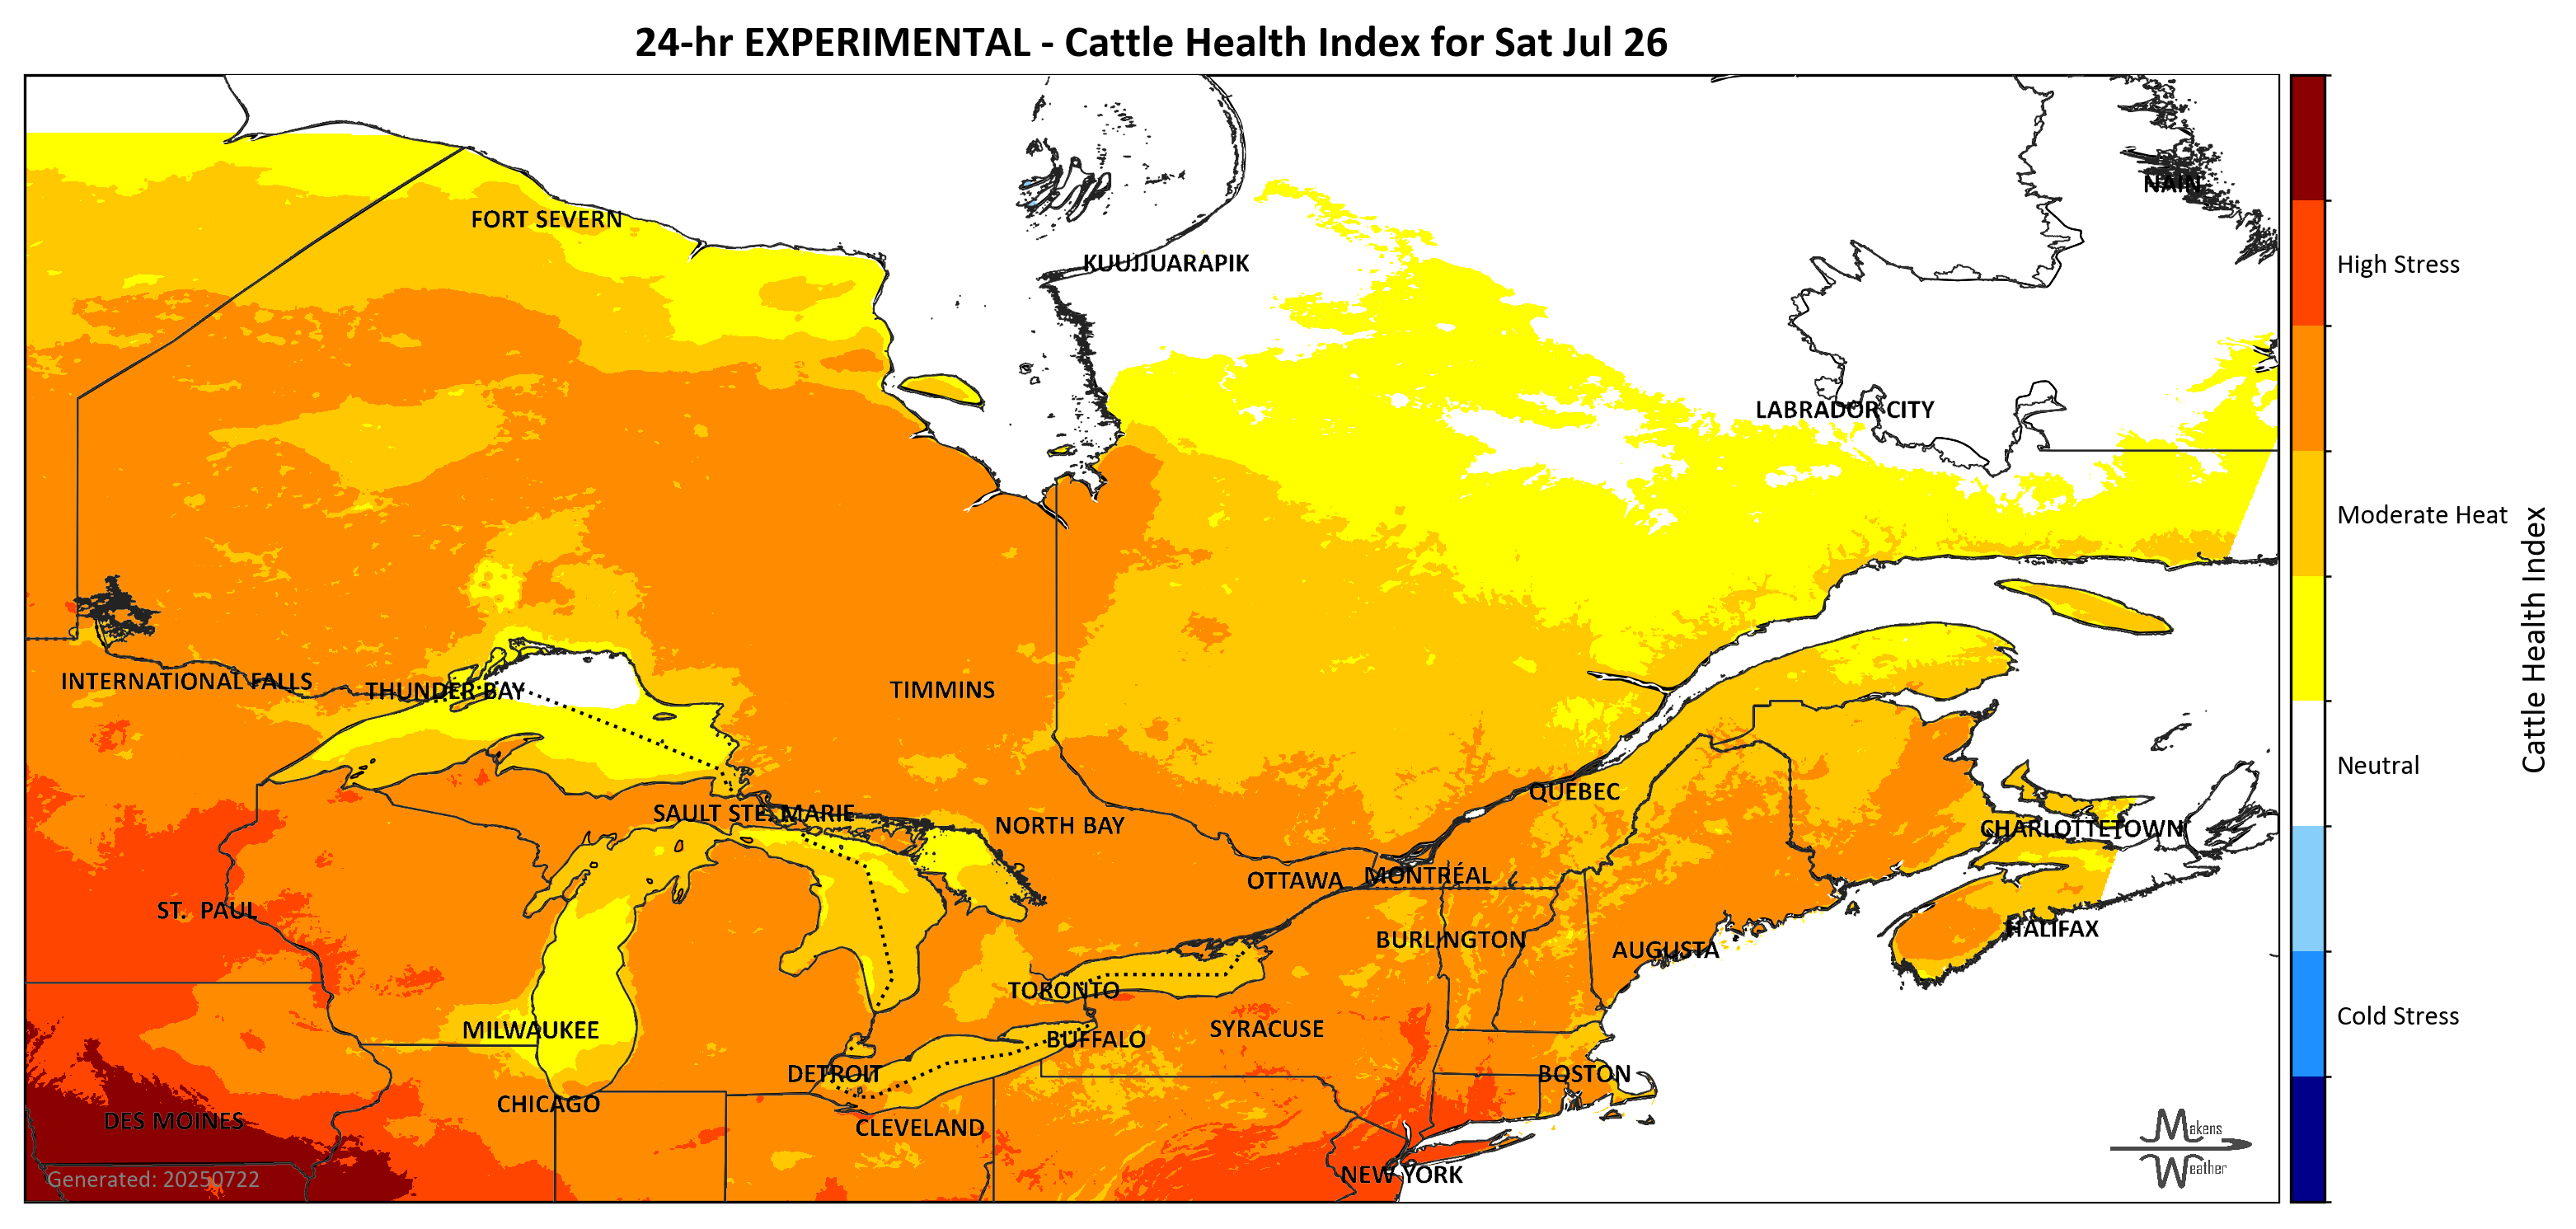 24-hr EXPERIMENTAL - Cattle Health Index for Sat Jul 26
NAIN
FORT SEVERN
KUUJJUARAPIK
High Stress
LABRADOR CITY
Moderate Heat
Cattle Health Index
INTERNATIONAL FALLS
THUNDER BAY
TIMMINS
Neutral
QUEBEC
SAULT STE. MARIE
NORTH BAY
CHARLOTTETOWN
OTTAWA
MONTRÉAL
ST. PAUL
HALIFAX
BURLINGTON
AUGUSTA
TORONTO
Cold Stress
MILWAUKEE
SYRACUSE
BUFFALO
DETROIT
BOSTON
CHICAGO
DES MOINES
CLEVELAND
Makens
Weather
NEW YORK
Generated: 20250722